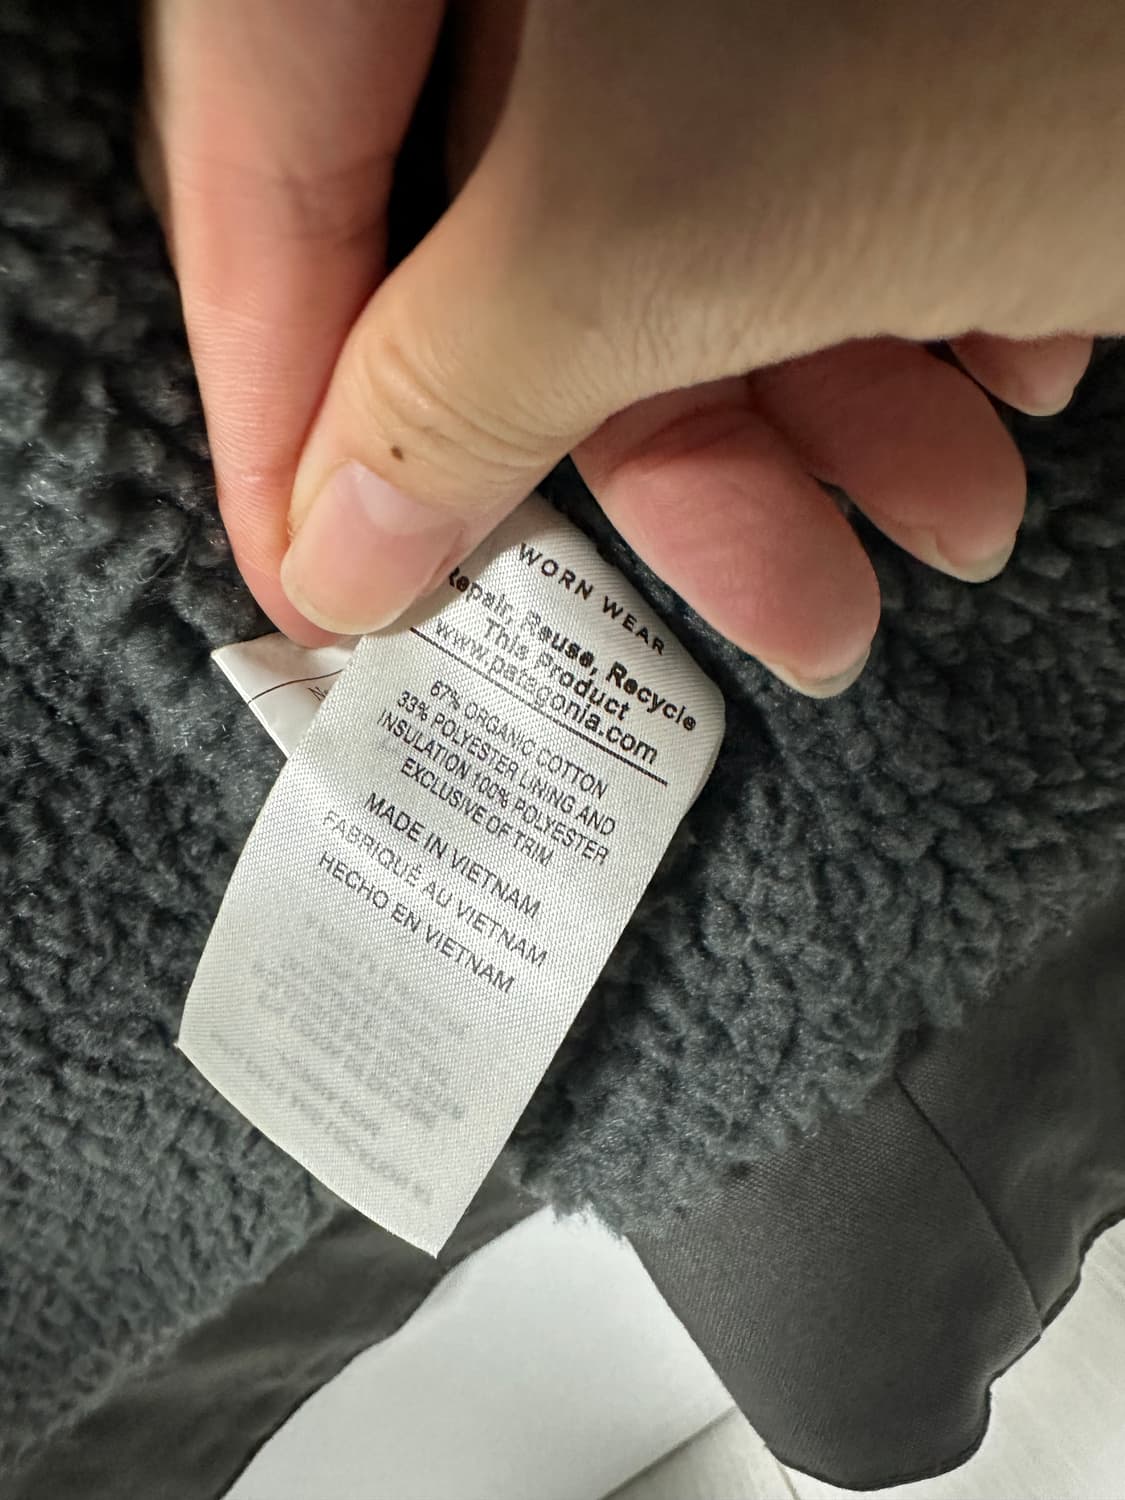 WORN WEAR
Repair, Reuse, Recycle
This Product
www.patagonia.com
67% ORGANIC COTTON
33% POLYESTER LINING AND
INSULATION 100% POLYESTER
EXCLUSIVE OF TRIM
MADE IN VIETNAM
FABRIQUÉ AU VIETNAM
HECHO EN VIETNAM